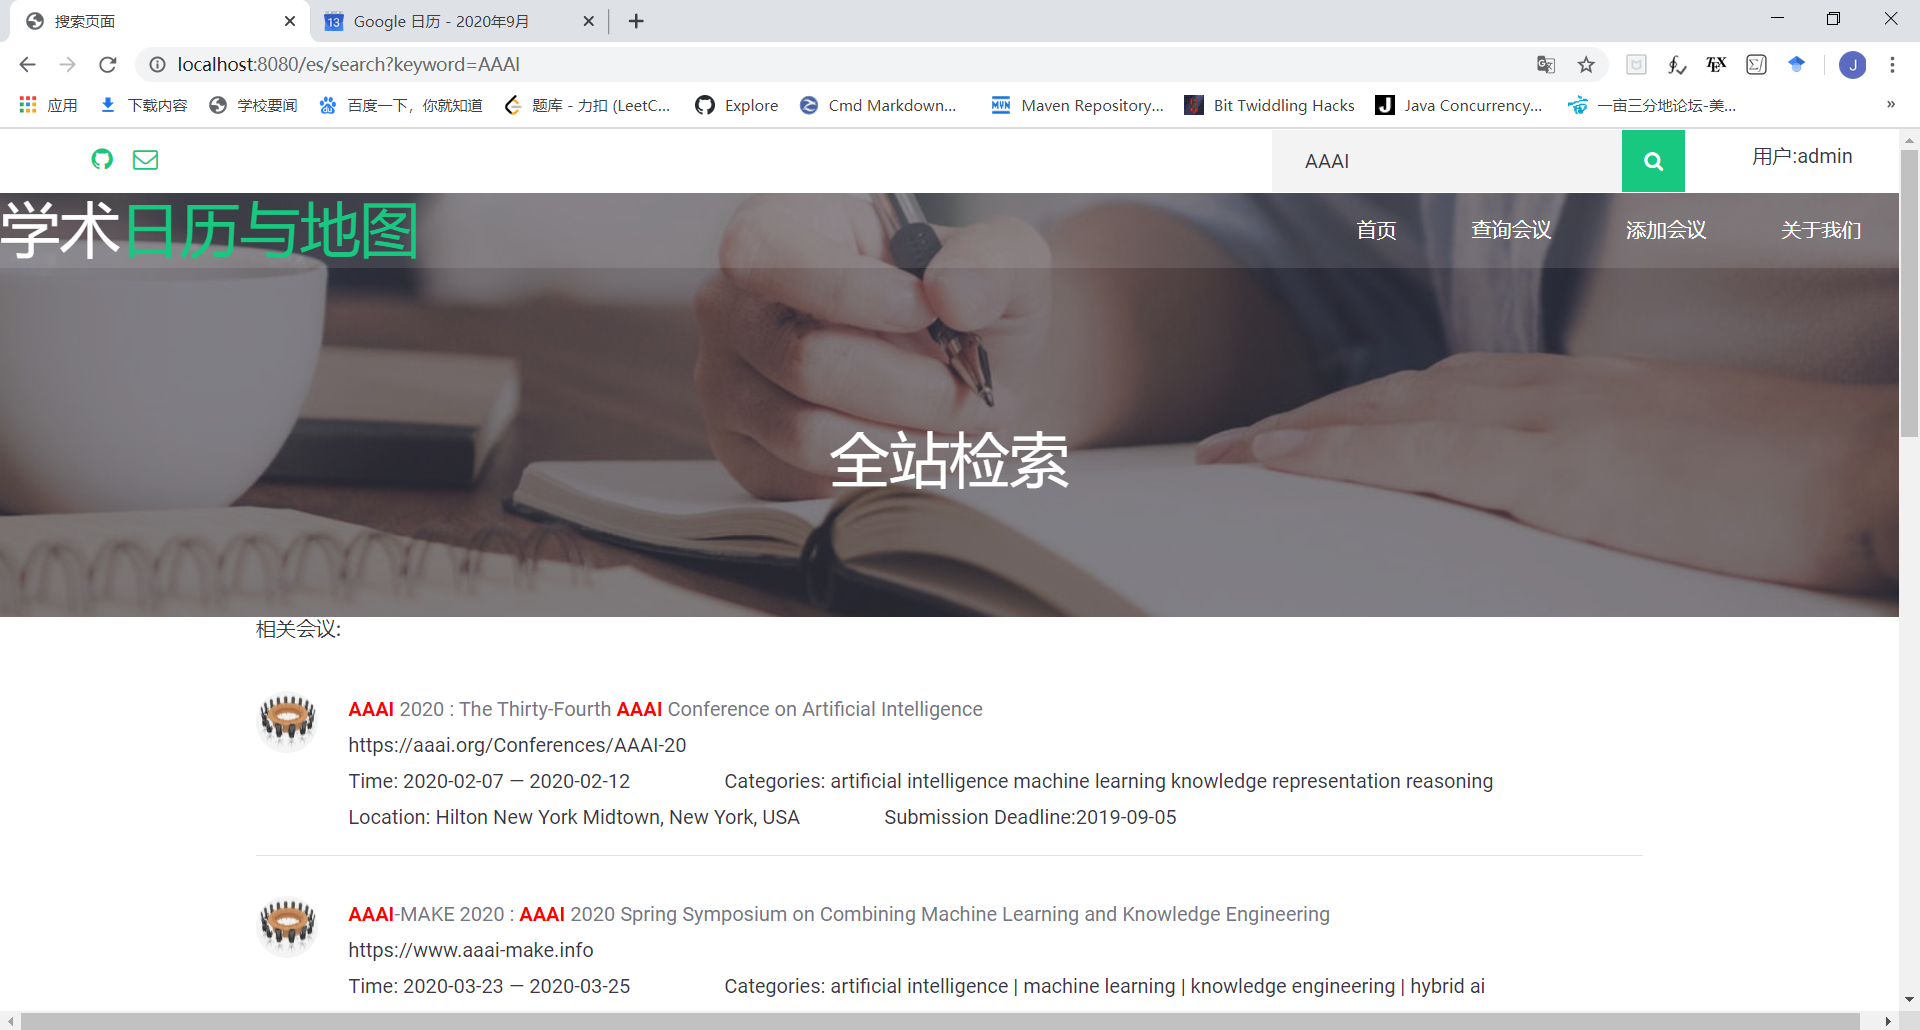 搜索页面
Google 日历 - 2020年9月
localhost:8080/es/search?keyword=AAAI
J
应用
下载内容
学校要闻
百度一下，你就知道
题库 - 力扣 (LeetC...
Explore
Cmd Markdown...
Maven Repository...
Bit Twiddling Hacks
Java Concurrency...
一亩三分地论坛-美...
»
AAAI
用户:admin
学术日历与地图
首页
查询会议
添加会议
关于我们
全站检索
相关会议:
AAAI 2020 : The Thirty-Fourth AAAI Conference on Artificial Intelligence
https://aaai.org/Conferences/AAAI-20
Time: 2020-02-07 — 2020-02-12
Categories: artificial intelligence machine learning knowledge representation reasoning
Location: Hilton New York Midtown, New York, USA
Submission Deadline:2019-09-05
AAAI-MAKE 2020 : AAAI 2020 Spring Symposium on Combining Machine Learning and Knowledge Engineering
https://www.aaai-make.info
Time: 2020-03-23 — 2020-03-25
Categories: artificial intelligence | machine learning | knowledge engineering | hybrid ai